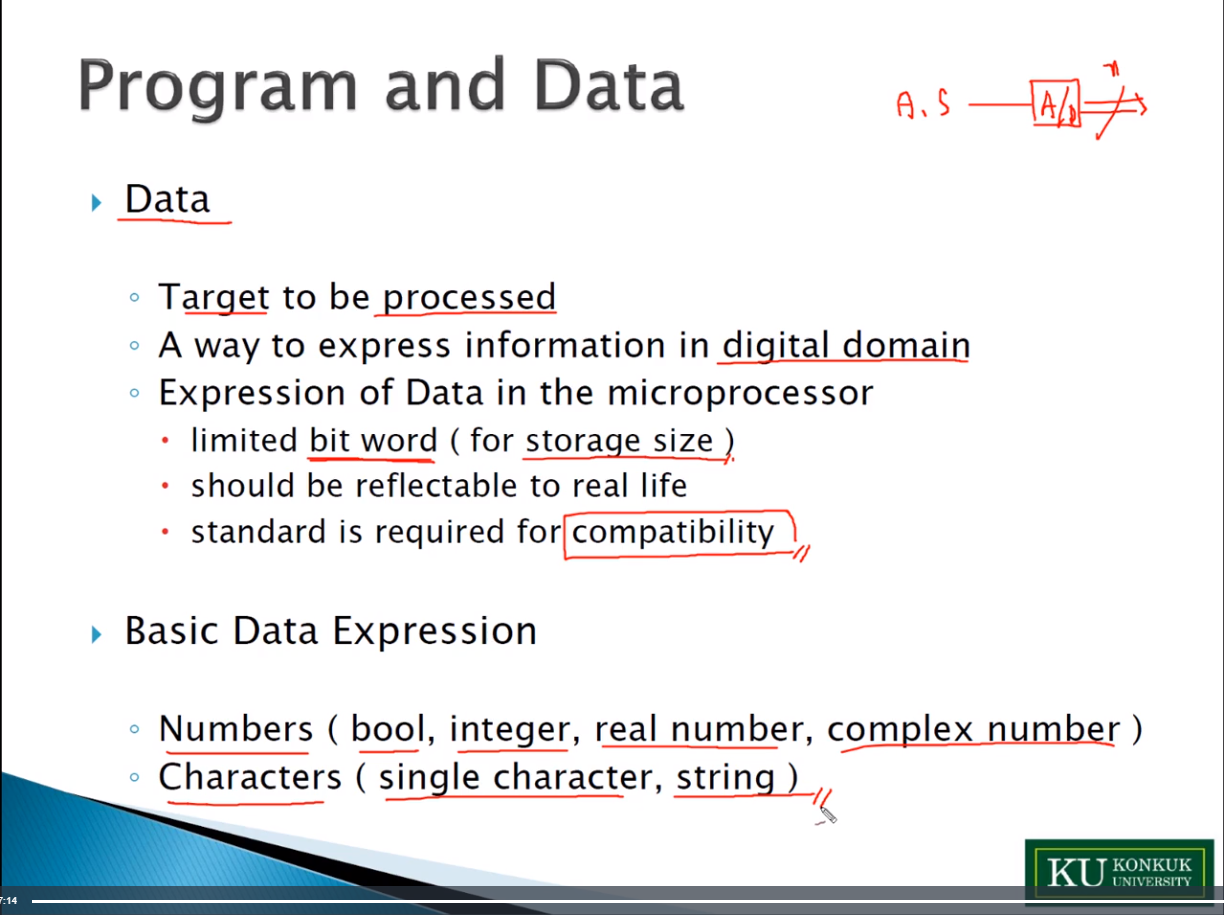 Program and Data
A. S A/D n
Data
Target to be processed
A way to express information in digital domain
Expression of Data in the microprocessor
limited bit word ( for storage size )
should be reflectable to real life
standard is required for compatibility
Basic Data Expression
Numbers ( bool, integer, real number, complex number )
Characters ( single character, string )
KU KONKUK
UNIVERSITY
7:14